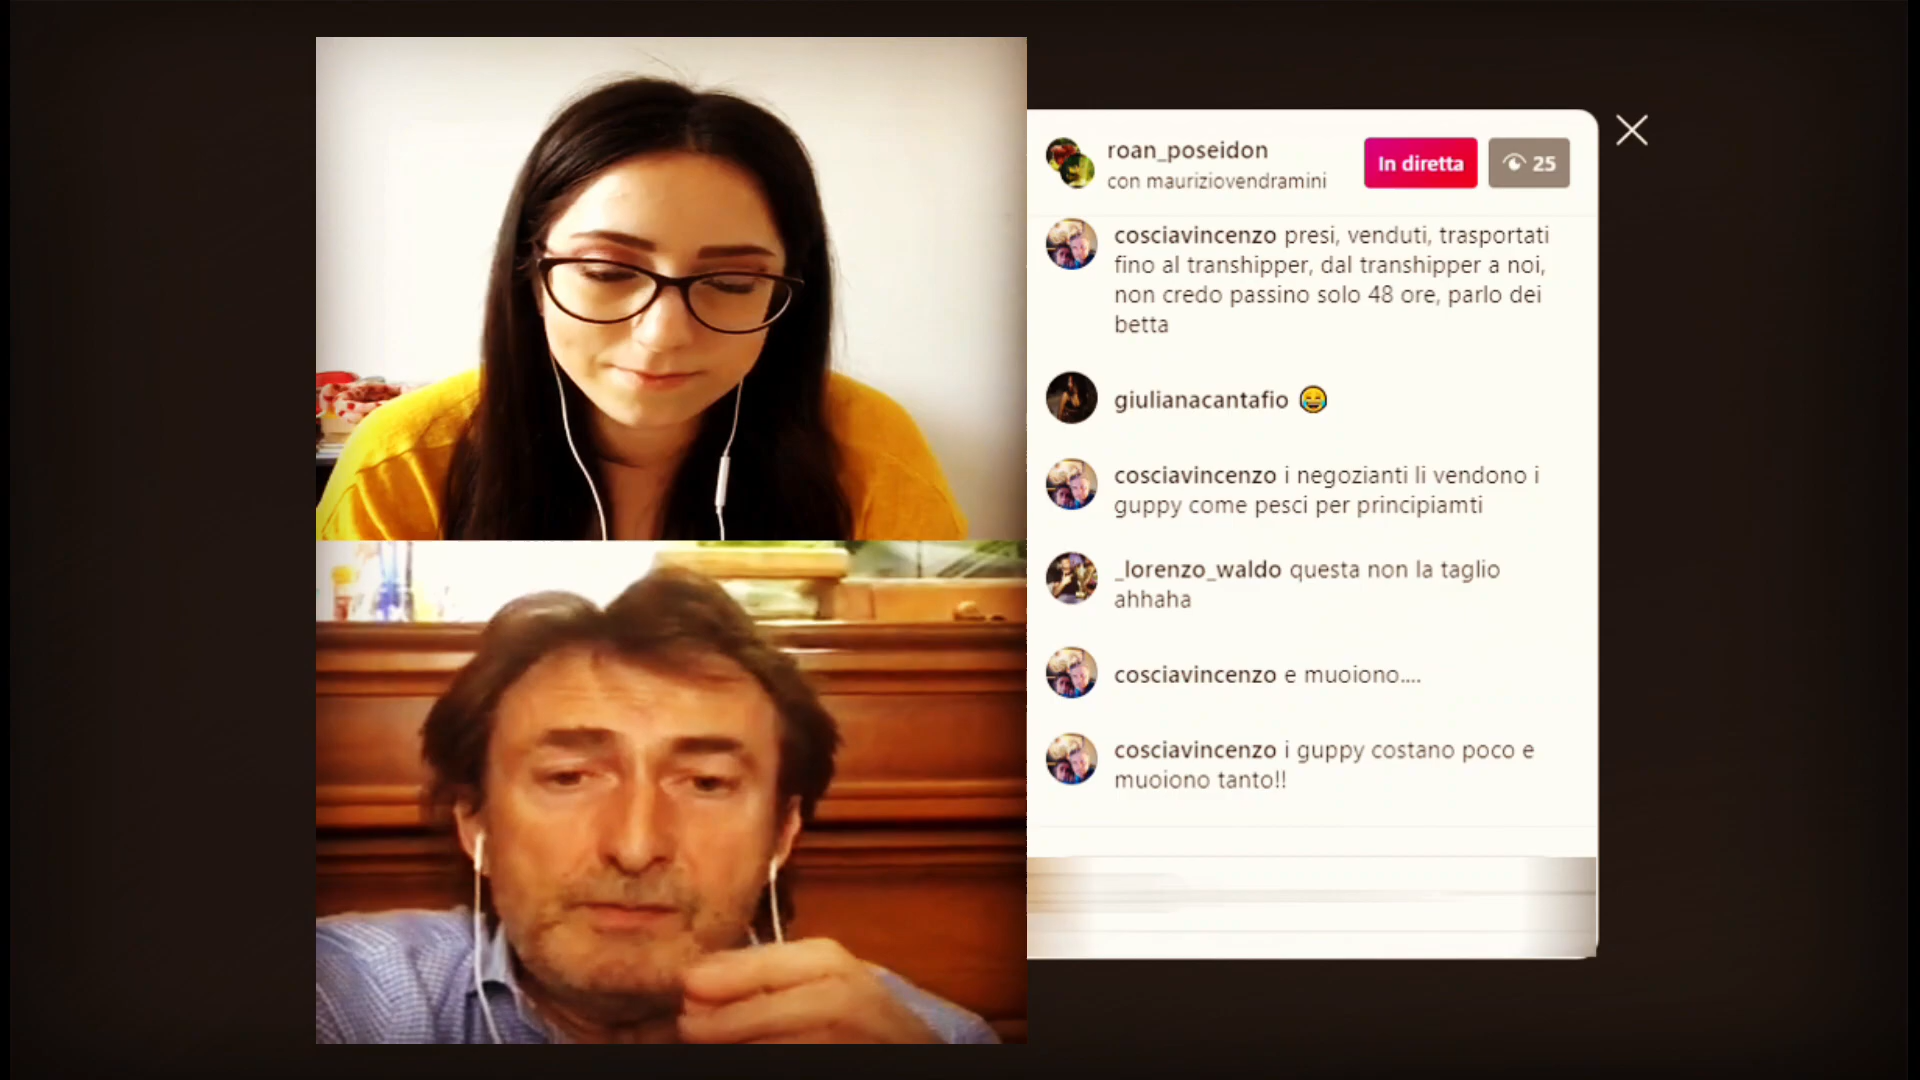 roan_poseidon
con mauriziovendramini
In diretta
25
cosciavincenzo presi, venduti, trasportati
fino al transhipper, dal transhipper a noi,
non credo passino solo 48 ore, parlo dei
betta
giulianacantafio 😂
cosciavincenzo i negozianti li vendono i
guppy come pesci per principiamti
_lorenzo_waldo questa non la taglio
ahhaha
cosciavincenzo e muoiono....
cosciavincenzo i guppy costano poco e
muoiono tanto!!